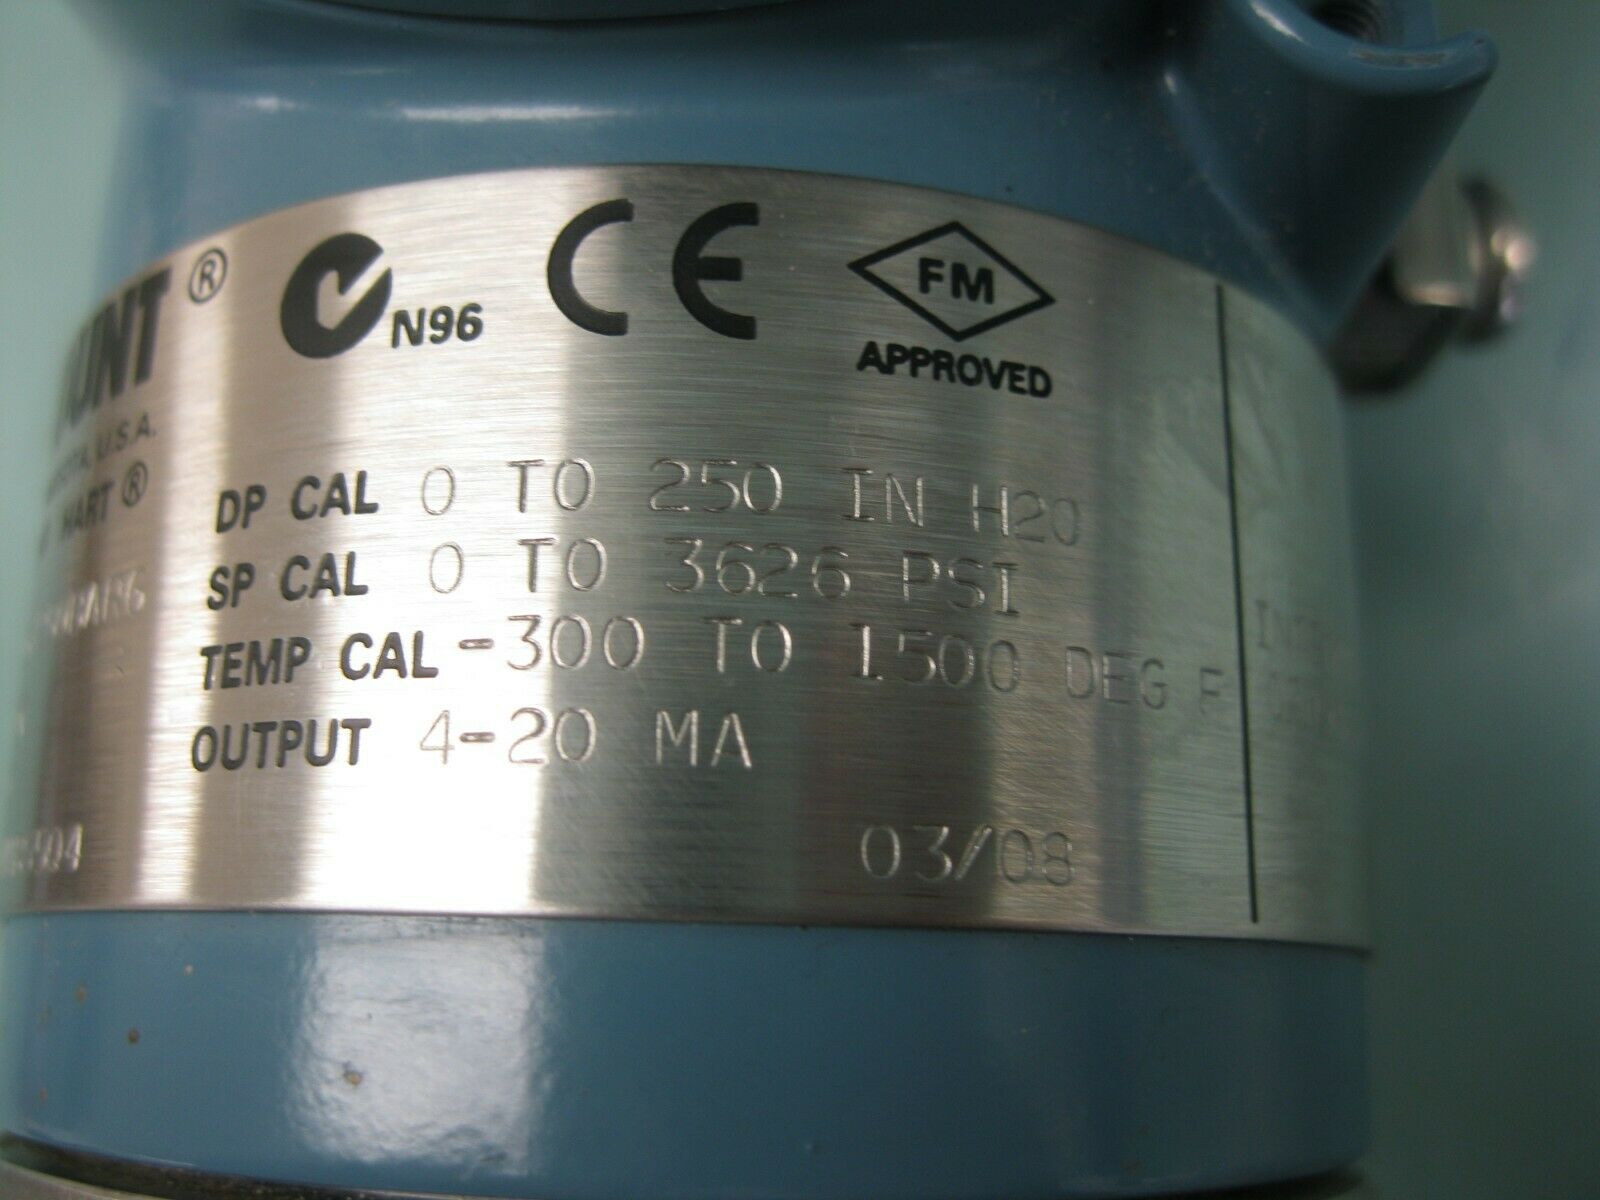 ®
N96
CE
FM
APPROVED
U.S.A.
HART ®
DP CAL 0 TO 250 IN H20
SP CAL 0 TO 3626 PSI
TEMP CAL -300 TO 1500 DEG F
OUTPUT 4-20 MA
03/08